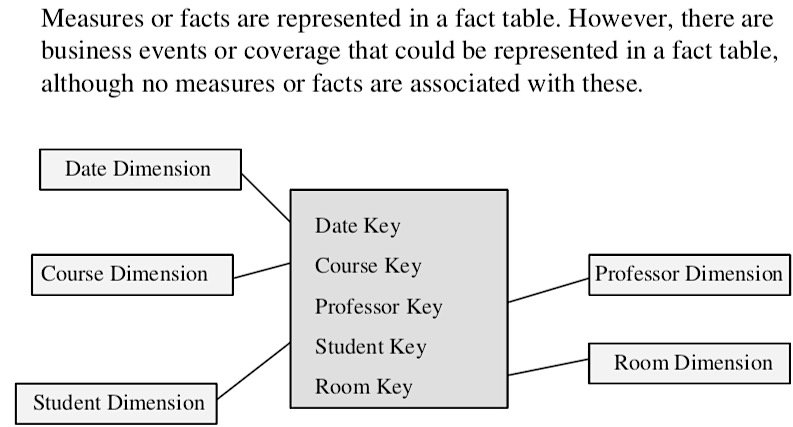 Measures or facts are represented in a fact table. However, there are
business events or coverage that could be represented in a fact table,
although no measures or facts are associated with these.
Date Dimension
Course Dimension
Student Dimension
Date Key
Course Key
Professor Key
Student Key
Room Key
Professor Dimension
Room Dimension